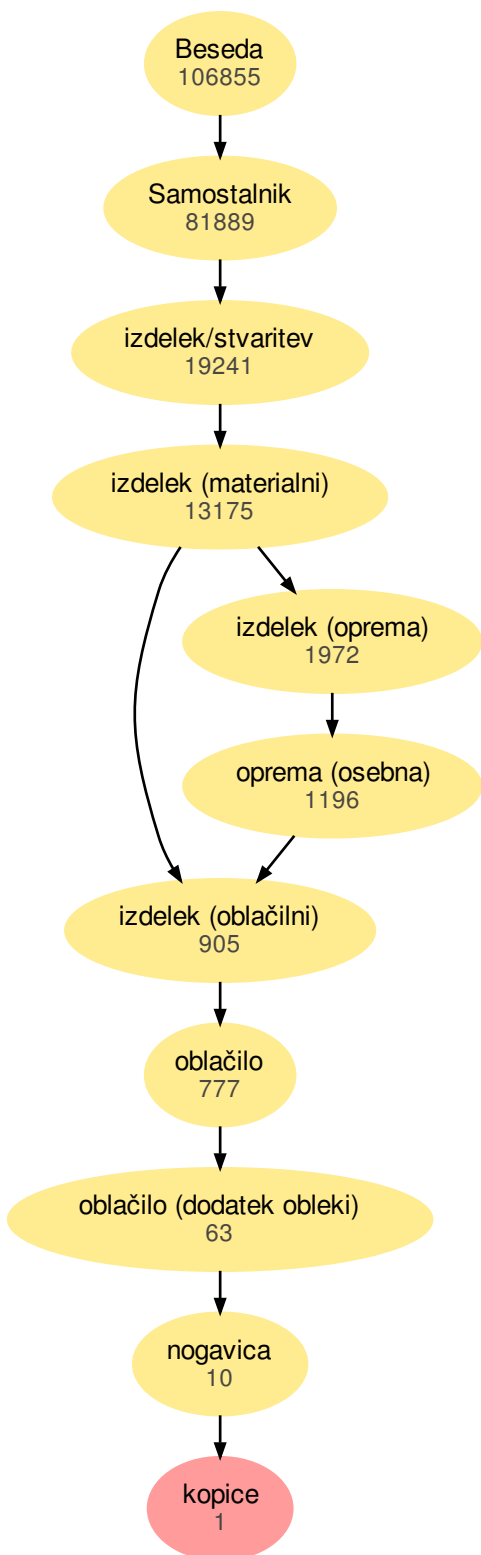 Beseda
106855
Samostalnik
81889
izdelek/stvaritev
19241
izdelek (materialni)
13175
izdelek (oprema)
1972
oprema (osebna)
1196
izdelek (oblačilni)
905
oblačilo
777
oblačilo (dodatek obleki)
63
nogavica
10
kopice
1